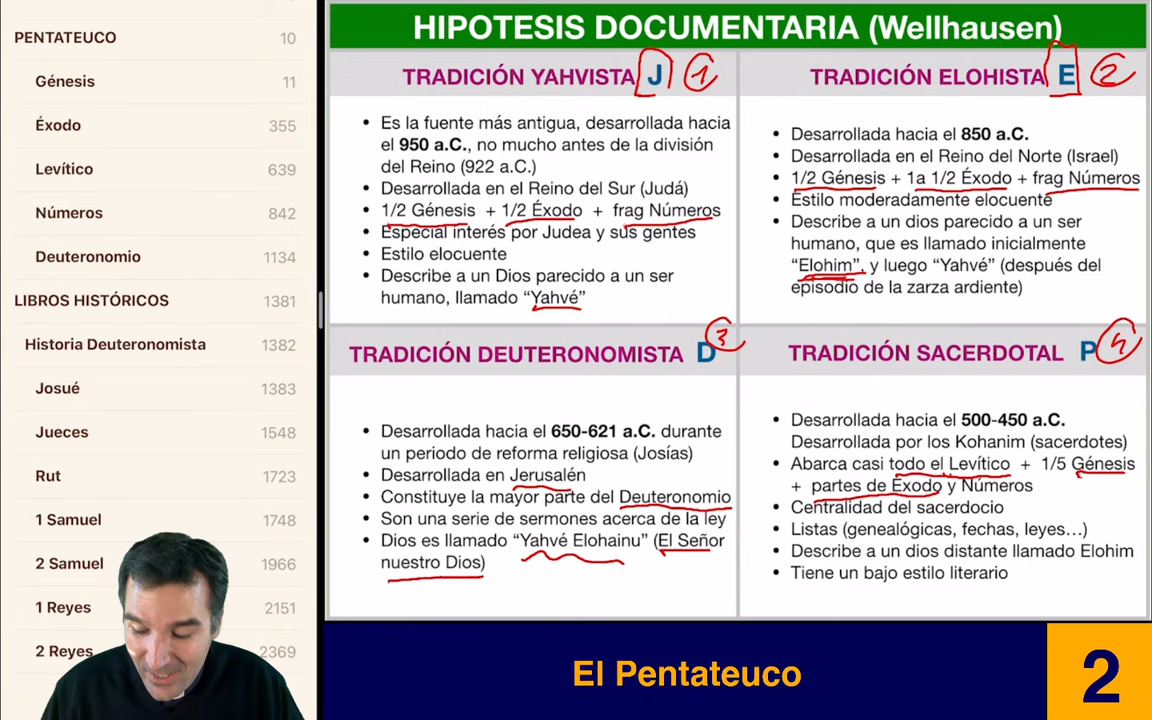 PENTATEUCO 10
Génesis 11
Éxodo 355
Levítico 639
Números 842
Deuteronomio 1134
LIBROS HISTÓRICOS 1381
Historia Deuteronomista 1382
Josué 1383
Jueces 1548
Rut 1723
1 Samuel 1748
2 Samuel 1966
1 Reyes 2151
2 Reyes 2369
HIPOTESIS DOCUMENTARIA (Wellhausen)
TRADICIÓN YAHVISTA J 1
• Es la fuente más antigua, desarrollada hacia
el 950 a.C., no mucho antes de la división
del Reino (922 a.C.)
• Desarrollada en el Reino del Sur (Judá)
• 1/2 Génesis + 1/2 Éxodo + frag Números
• Especial interés por Judea y sus gentes
• Estilo elocuente
• Describe a un Dios parecido a un ser
humano, llamado “Yahvé”
TRADICIÓN ELOHISTA E 2
• Desarrollada hacia el 850 a.C.
• Desarrollada en el Reino del Norte (Israel)
• 1/2 Génesis + 1a 1/2 Éxodo + frag Números
• Estilo moderadamente elocuente
• Describe a un dios parecido a un ser
humano, que es llamado inicialmente
“Elohim”, y luego “Yahvé” (después del
episodio de la zarza ardiente)
TRADICIÓN DEUTERONOMISTA D 3
• Desarrollada hacia el 650-621 a.C. durante
un periodo de reforma religiosa (Josías)
• Desarrollada en Jerusalén
• Constituye la mayor parte del Deuteronomio
• Son una serie de sermones acerca de la ley
• Dios es llamado “Yahvé Elohainu” (El Señor
nuestro Dios)
TRADICIÓN SACERDOTAL P 4
• Desarrollada hacia el 500-450 a.C.
Desarrollada por los Kohanim (sacerdotes)
• Abarca casi todo el Levítico + 1/5 Génesis
+ partes de Éxodo y Números
• Centralidad del sacerdocio
• Listas (genealógicas, fechas, leyes…)
• Describe a un dios distante llamado Elohim
• Tiene un bajo estilo literario
El Pentateuco
2